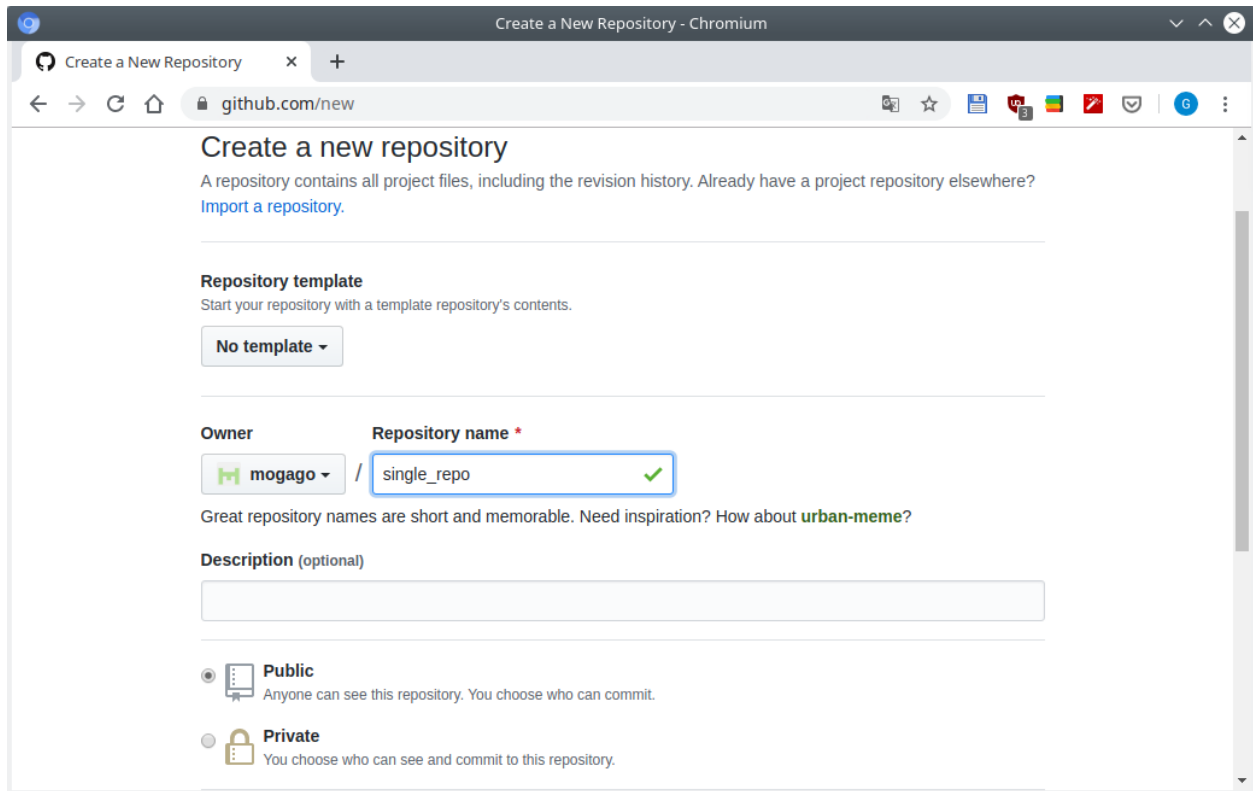 Create a New Repository - Chromium
Create a New Repository
github.com/new
3
G
Create a new repository
A repository contains all project files, including the revision history. Already have a project repository elsewhere?
Import a repository.
Repository template
Start your repository with a template repository's contents.
No template
Owner Repository name *
mogago / single_repo
Great repository names are short and memorable. Need inspiration? How about urban-meme?
Description (optional)
Public
Anyone can see this repository. You choose who can commit.
Private
You choose who can see and commit to this repository.